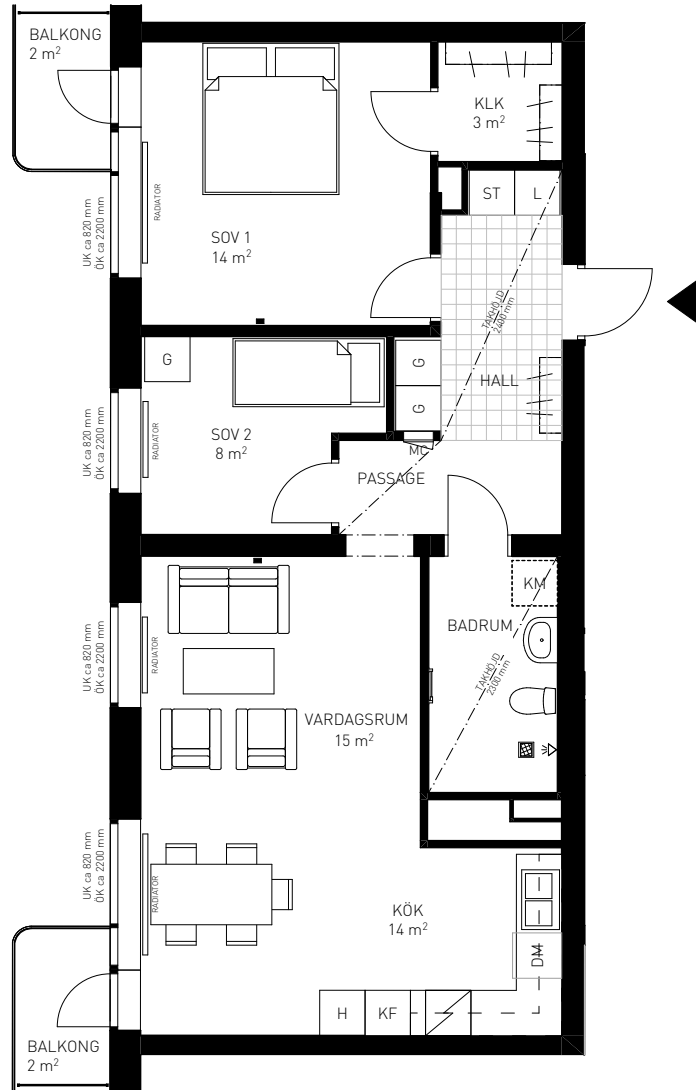 BALKONG
2 m²
KLK
3 m²
RADIATOR
UK ca 820 mm
ÖK ca 2200 mm
ST
L
SOV 1
14 m²
TAKHÖJD
2400 mm
G
G
HALL
G
SOV 2
8 m²
UK ca 820 mm
ÖK ca 2200 mm
RADIATOR
MC
PASSAGE
KM
BADRUM
UK ca 820 mm
ÖK ca 2200 mm
RADIATOR
TAKHÖJD
2300 mm
VARDAGSRUM
15 m²
UK ca 820 mm
ÖK ca 2200 mm
RADIATOR
KÖK
14 m²
DM
H
KF
BALKONG
2 m²